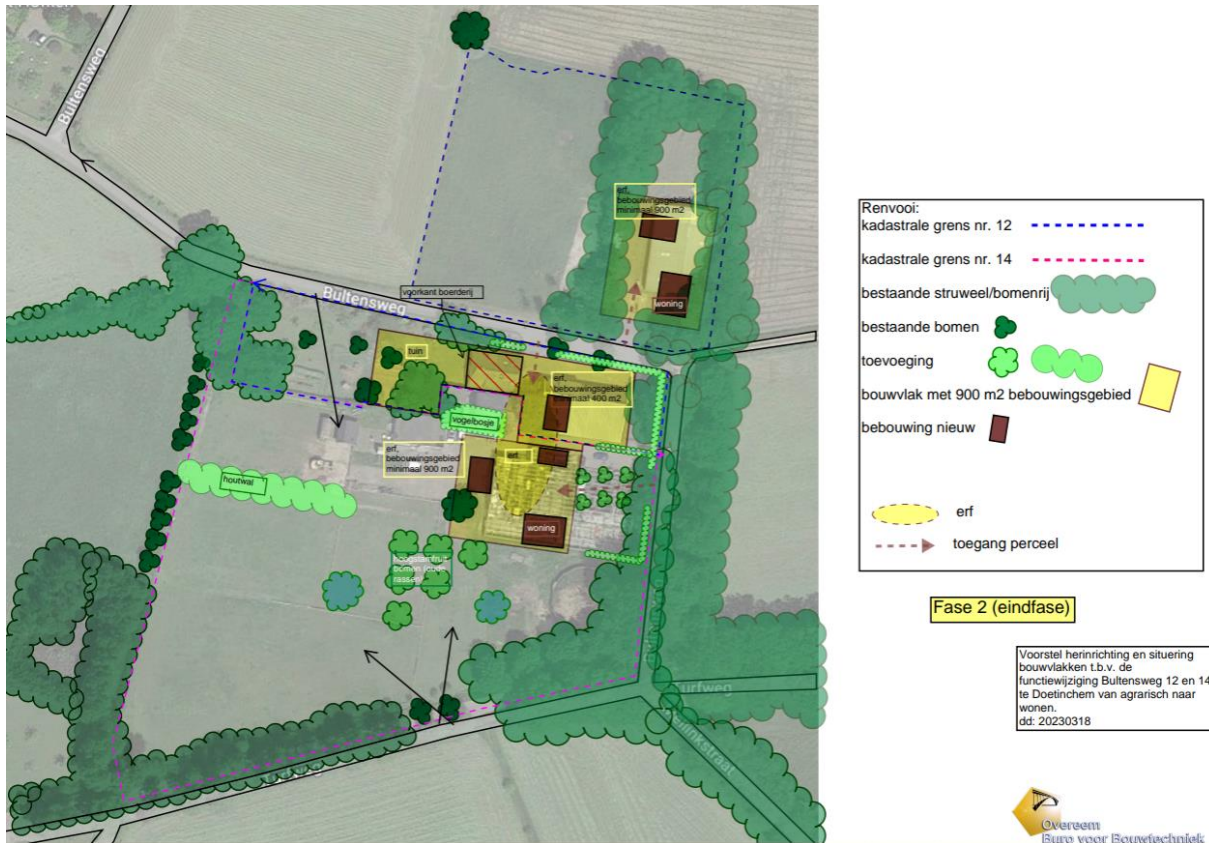 Bultensweg
erf,
bebouwingsgebied
minimaal 900 m2
woning
Bultensweg
voorkant boerderij
tuin
erf,
bebouwingsgebied
minimaal 400 m2
vogelbosje
erf,
bebouwingsgebied
minimaal 900 m2
erf
houtwal
woning
hoogstamfruit
bomen (oude
rassen)
Renvooi:
kadastrale grens nr. 12
kadastrale grens nr. 14
bestaande struweel/bomenrij
bestaande bomen
toevoeging
bouwvlak met 900 m2 bebouwingsgebied
bebouwing nieuw
erf
toegang perceel
Fase 2 (eindfase)
Voorstel herinrichting en situering
bouwvlakken t.b.v. de
functiewijziging Bultensweg 12 en 14
te Doetinchem van agrarisch naar
wonen.
dd: 20230318
Overeem
Buro voor Bouwtechniek